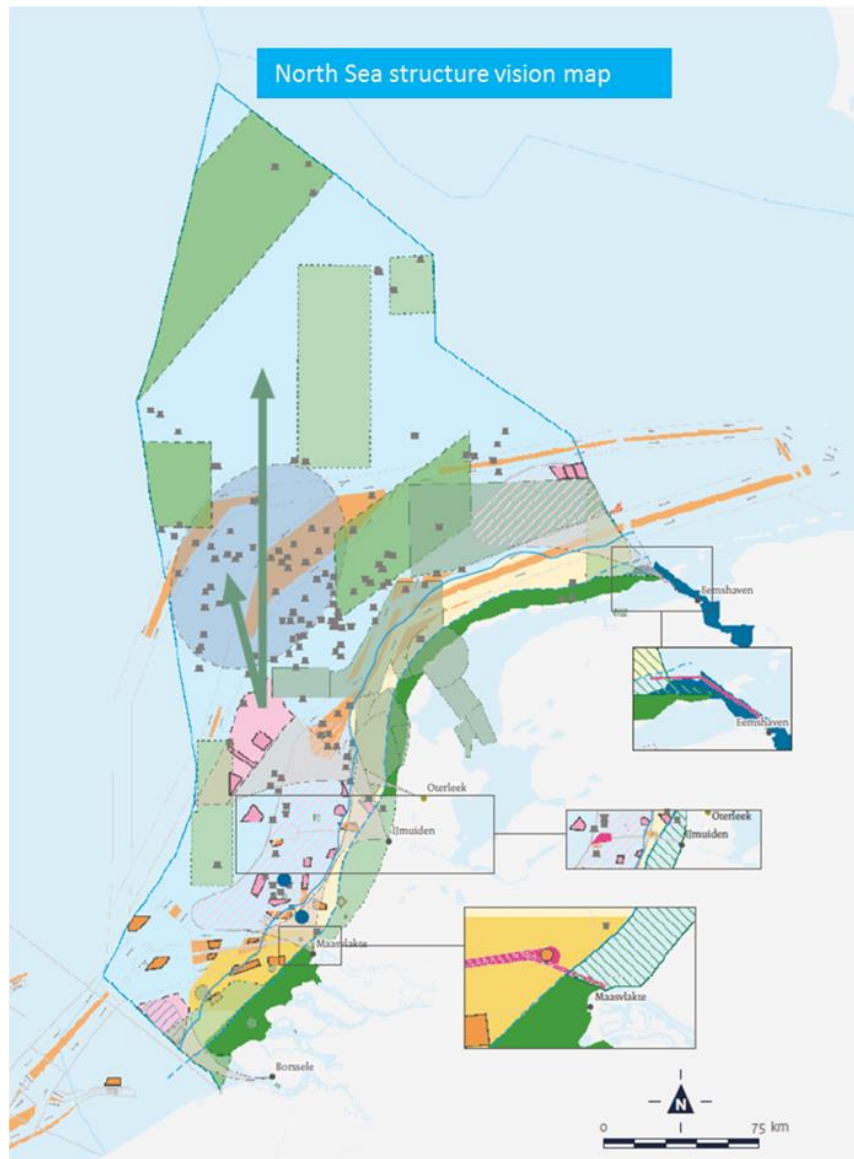 North Sea structure vision map
Eemshaven
Eemshaven
Oterleek
Oterleek
IJmuiden
IJmuiden
Maasvlakte
Maasvlakte
Borssele
N
0 75 km